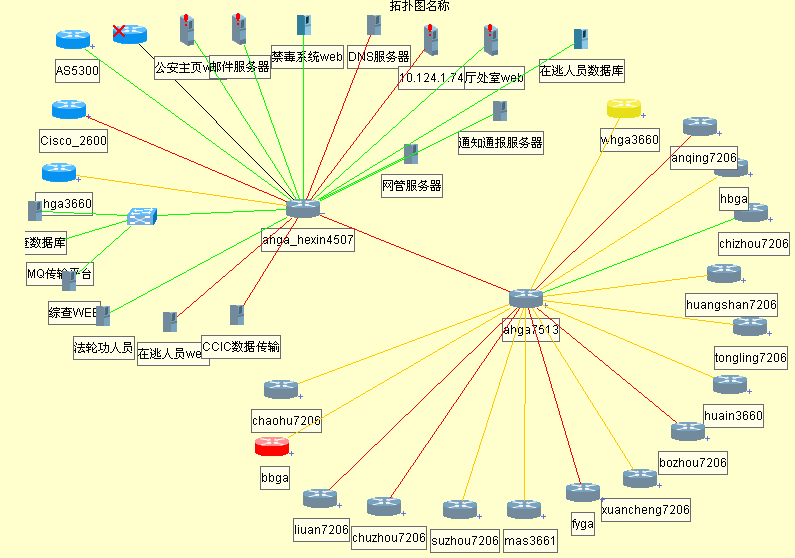 拓扑图名称
AS5300
公安主页w
邮件服务器
禁毒系统web
DNS服务器
10.124.1.74
厅处室web
在逃人员数据库
Cisco_2600
通知通报服务器
whga3660
anqing7206
网管服务器
hbga
hga3660
chizhou7206
查数据库
ahga_hexin4507
MQ传输平台
huangshan7206
综查WEB
ahga7513
法轮功人员
在逃人员we
CCIC数据传输
tongling7206
chaohu7206
huain3660
bbga
bozhou7206
liuan7206
chuzhou7206
suzhou7206
mas3661
fyga
xuancheng7206